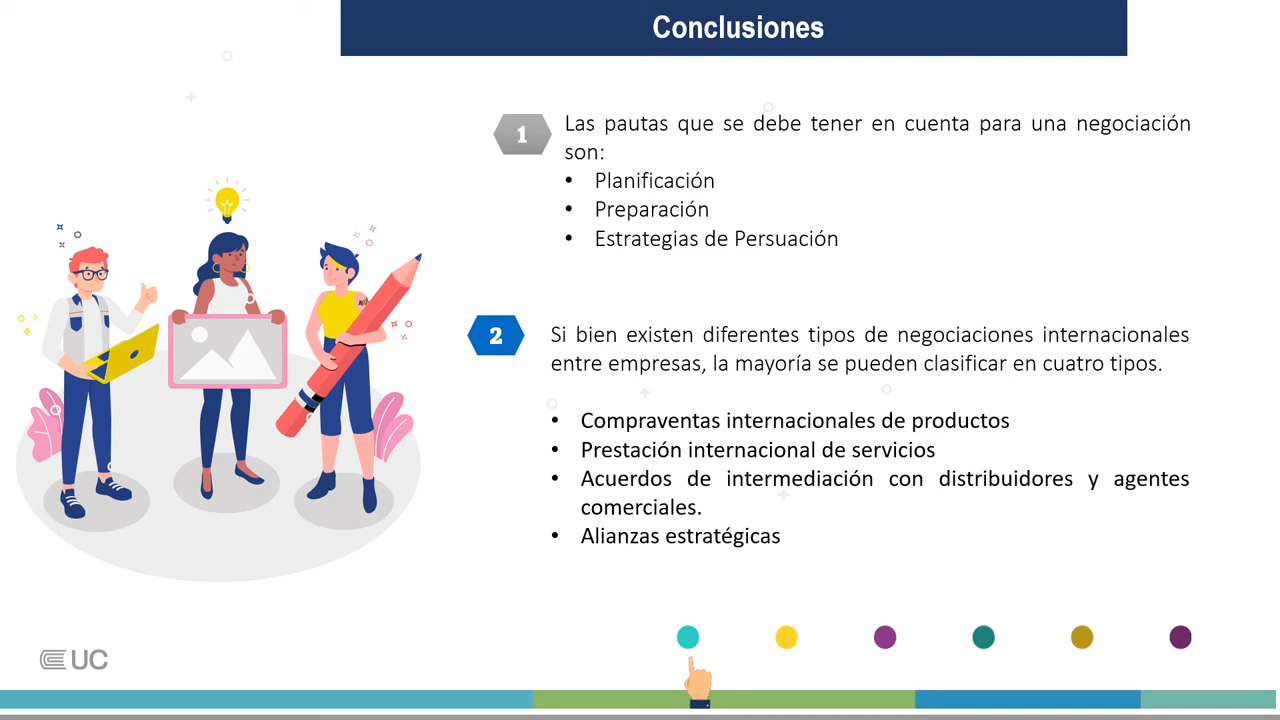 Conclusiones
1
Las pautas que se debe tener en cuenta para una negociación
son:
• Planificación
• Preparación
• Estrategias de Persuación
2
Si bien existen diferentes tipos de negociaciones internacionales
entre empresas, la mayoría se pueden clasificar en cuatro tipos.
• Compraventas internacionales de productos
• Prestación internacional de servicios
• Acuerdos de intermediación con distribuidores y agentes
comerciales.
• Alianzas estratégicas
UC